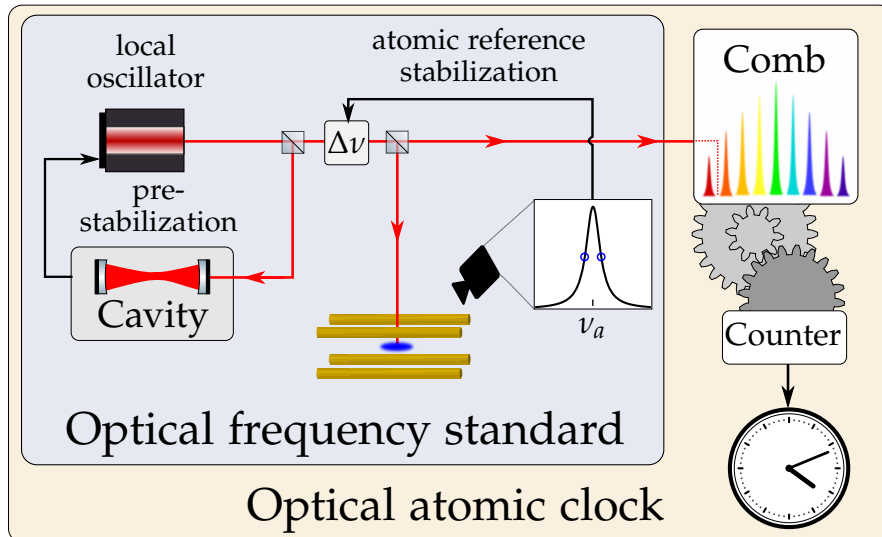 local
oscillator
atomic reference
stabilization
Comb
Δν
pre-
stabilization
Cavity
ν_a
Counter
Optical frequency standard
Optical atomic clock